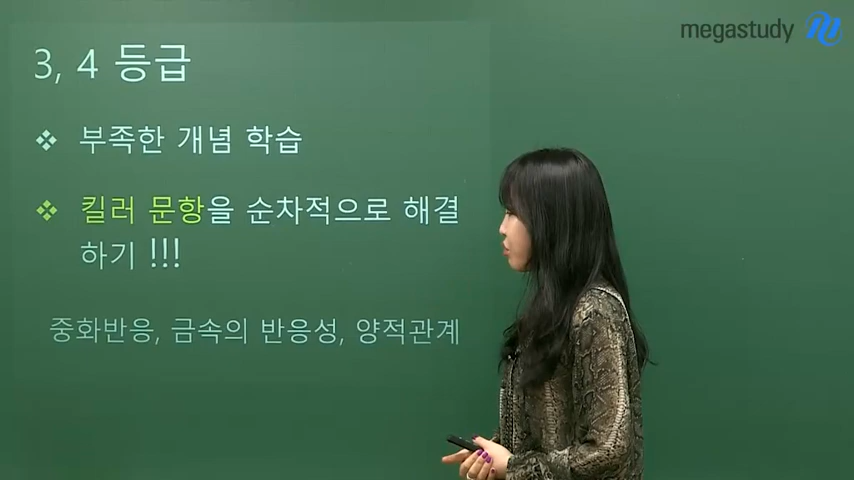 megastudy
3, 4 등급
❖ 부족한 개념 학습
❖ 킬러 문항을 순차적으로 해결
하기 !!!
중화반응, 금속의 반응성, 양적관계